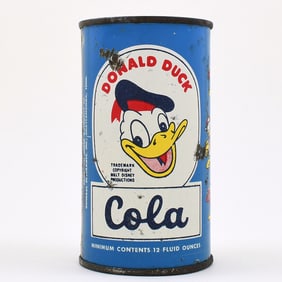 DONALD DUCK
TRADEMARK
COPYRIGHT
WALT DISNEY
PRODUCTIONS
Cola
MINIMUM CONTENTS 12 FLUID OUNCES